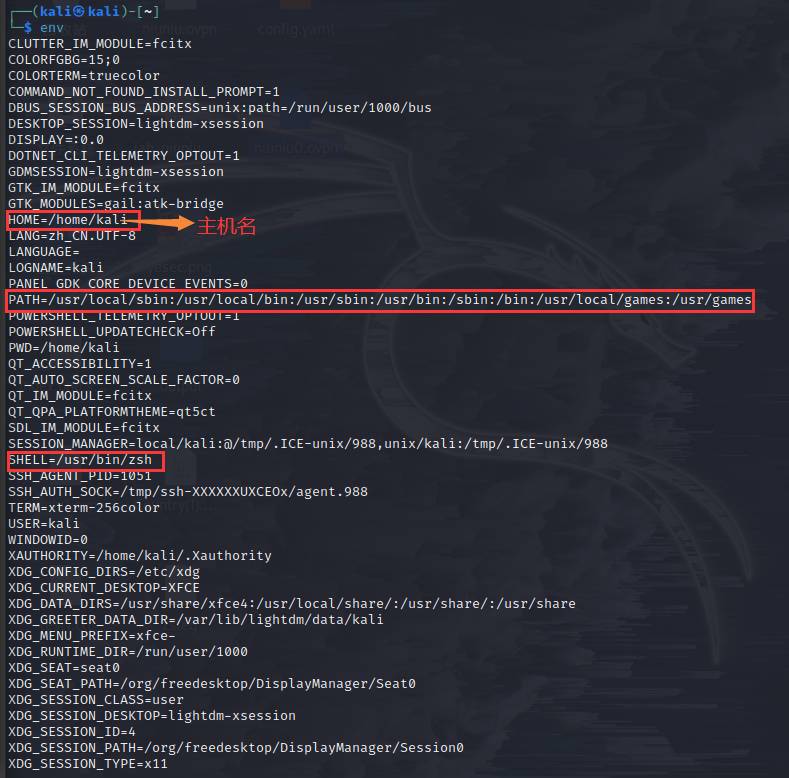 ┌──(kali㉿kali)-[~]
└─$ env
CLUTTER_IM_MODULE=fcitx
COLORFGBG=15;0
COLORTERM=truecolor
COMMAND_NOT_FOUND_INSTALL_PROMPT=1
DBUS_SESSION_BUS_ADDRESS=unix:path=/run/user/1000/bus
DESKTOP_SESSION=lightdm-xsession
DISPLAY=:0.0
DOTNET_CLI_TELEMETRY_OPTOUT=1
GDMSESSION=lightdm-xsession
GTK_IM_MODULE=fcitx
GTK_MODULES=gail:atk-bridge
HOME=/home/kali 主机名
LANG=zh_CN.UTF-8
LANGUAGE=
LOGNAME=kali
PANEL_GDK_CORE_DEVICE_EVENTS=0
PATH=/usr/local/sbin:/usr/local/bin:/usr/sbin:/usr/bin:/sbin:/bin:/usr/local/games:/usr/games
POWERSHELL_TELEMETRY_OPTOUT=1
POWERSHELL_UPDATECHECK=Off
PWD=/home/kali
QT_ACCESSIBILITY=1
QT_AUTO_SCREEN_SCALE_FACTOR=0
QT_IM_MODULE=fcitx
QT_QPA_PLATFORMTHEME=qt5ct
SDL_IM_MODULE=fcitx
SESSION_MANAGER=local/kali:@/tmp/.ICE-unix/988,unix/kali:/tmp/.ICE-unix/988
SHELL=/usr/bin/zsh
SSH_AGENT_PID=1051
SSH_AUTH_SOCK=/tmp/ssh-XXXXXXUXCEOx/agent.988
TERM=xterm-256color
USER=kali
WINDOWID=0
XAUTHORITY=/home/kali/.Xauthority
XDG_CONFIG_DIRS=/etc/xdg
XDG_CURRENT_DESKTOP=XFCE
XDG_DATA_DIRS=/usr/share/xfce4:/usr/local/share/:/usr/share/:/usr/share
XDG_GREETER_DATA_DIR=/var/lib/lightdm/data/kali
XDG_MENU_PREFIX=xfce-
XDG_RUNTIME_DIR=/run/user/1000
XDG_SEAT=seat0
XDG_SEAT_PATH=/org/freedesktop/DisplayManager/Seat0
XDG_SESSION_CLASS=user
XDG_SESSION_DESKTOP=lightdm-xsession
XDG_SESSION_ID=4
XDG_SESSION_PATH=/org/freedesktop/DisplayManager/Session0
XDG_SESSION_TYPE=x11